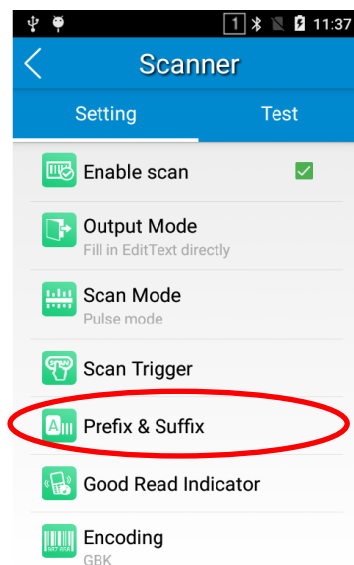 1 11:37
Scanner
Setting Test
Enable scan
Output Mode
Fill in EditText directly
Scan Mode
Pulse mode
Scan Trigger
Prefix & Suffix
Good Read Indicator
Encoding
GBK